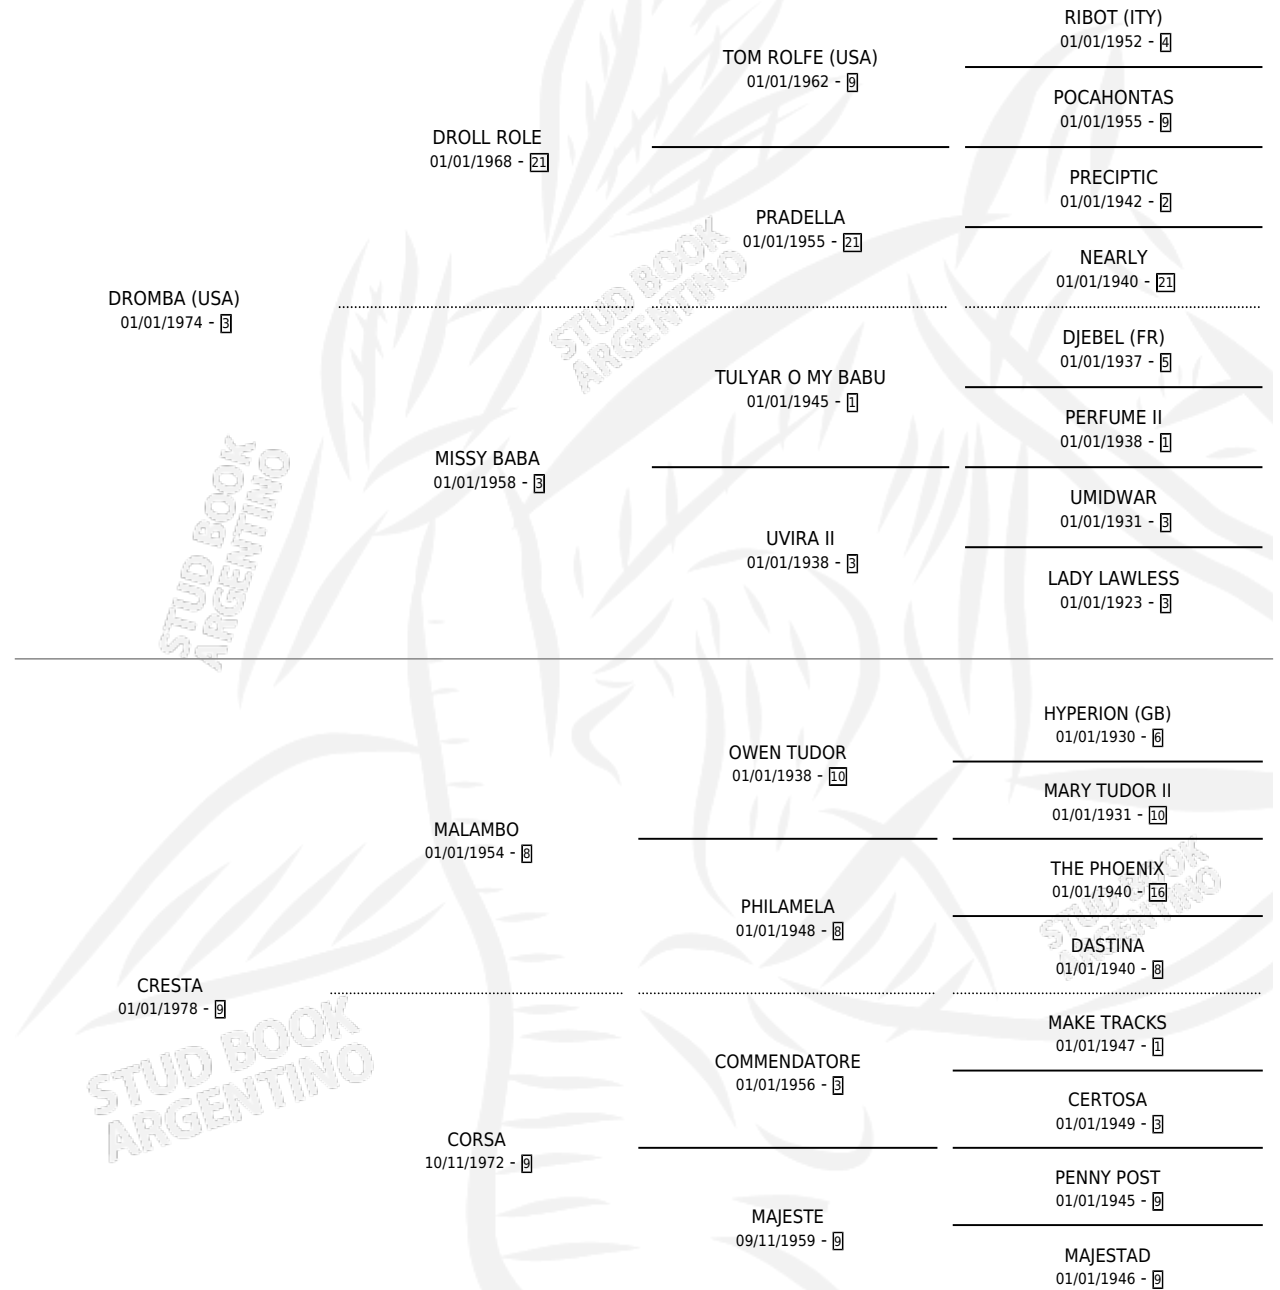 RIBOT (ITY)
01/01/1952 - 4
TOM ROLFE (USA)
01/01/1962 - 9
POCAHONTAS
01/01/1955 - 9
DROLL ROLE
01/01/1968 - 21
PRECIPTIC
01/01/1942 - 2
PRADELLA
01/01/1955 - 21
NEARLY
01/01/1940 - 21
DROMBA (USA)
01/01/1974 - 3
DJEBEL (FR)
01/01/1937 - 5
TULYAR O MY BABU
01/01/1945 - 1
PERFUME II
01/01/1938 - 1
MISSY BABA
01/01/1958 - 3
UMIDWAR
01/01/1931 - 3
UVIRA II
01/01/1938 - 3
LADY LAWLESS
01/01/1923 - 3
HYPERION (GB)
01/01/1930 - 6
OWEN TUDOR
01/01/1938 - 10
MARY TUDOR II
01/01/1931 - 10
MALAMBO
01/01/1954 - 8
THE PHOENIX
01/01/1940 - 16
PHILAMELA
01/01/1948 - 8
DASTINA
01/01/1940 - 8
CRESTA
01/01/1978 - 9
MAKE TRACKS
01/01/1947 - 1
COMMENDATORE
01/01/1956 - 3
CERTOSA
01/01/1949 - 3
CORSA
10/11/1972 - 9
PENNY POST
01/01/1945 - 9
MAJESTE
09/11/1959 - 9
MAJESTAD
01/01/1946 - 9
STUD BOOK
ARGENTINO
STUD BOOK
ARGENTINO
STUD BOOK
ARGENTINO
STUD BOOK
ARGENTINO